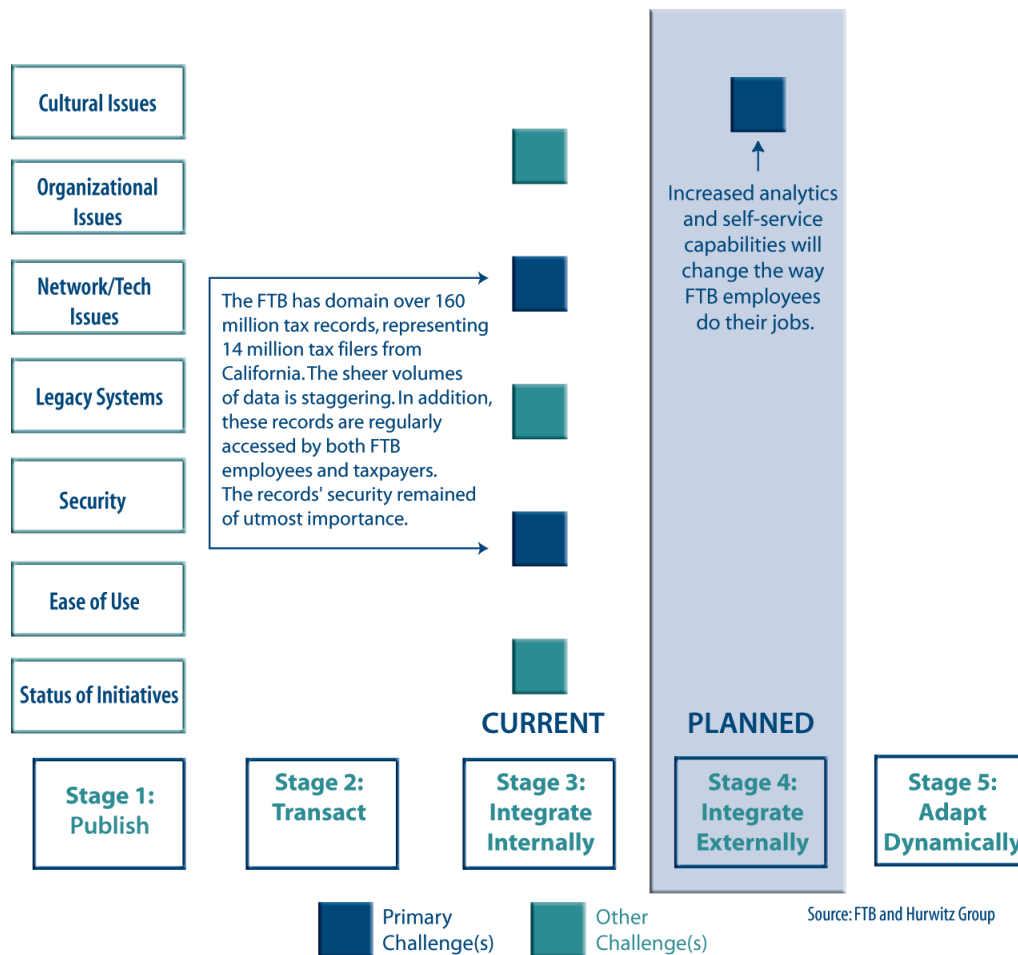 Cultural Issues
Organizational
Issues
Network/Tech
Issues
Legacy Systems
Security
Ease of Use
Status of Initiatives
The FTB has domain over 160
million tax records, representing
14 million tax filers from
California. The sheer volumes
of data is staggering. In addition,
these records are regularly
accessed by both FTB
employees and taxpayers.
The records' security remained
of utmost importance.
Increased analytics
and self-service
capabilities will
change the way
FTB employees
do their jobs.
CURRENT
PLANNED
Stage 1:
Publish
Stage 2:
Transact
Stage 3:
Integrate
Internally
Stage 4:
Integrate
Externally
Stage 5:
Adapt
Dynamically
Primary
Challenge(s)
Other
Challenge(s)
Source: FTB and Hurwitz Group